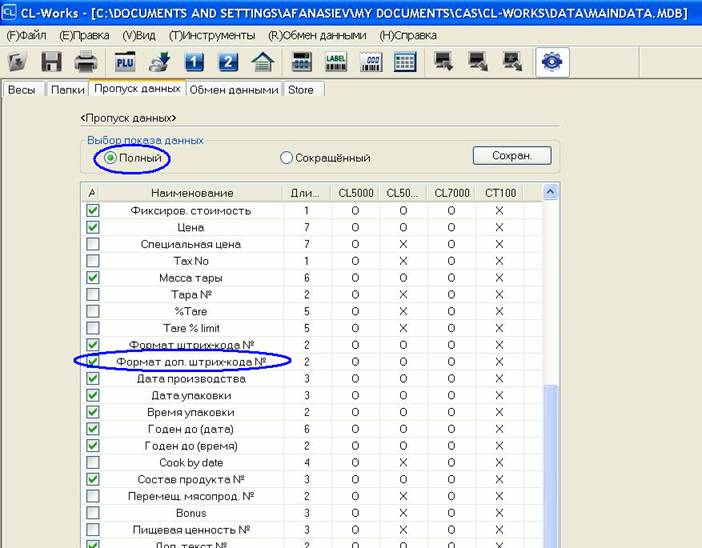 CL-Works - [C:\DOCUMENTS AND SETTINGS\AFANASIEV\MY DOCUMENTS\CAS\CL-WORKS\DATA\MAINDATA.MDB]
(F)Файл (E)Правка (V)Вид (T)Инструменты (R)Обмен данными (H)Справка
PLU 1 2 LABEL
Весы Папки Пропуск данных Обмен данными Store
<Пропуск данных>
Выбор показа данных
Полный Сокращённый Сохран.
А Наименование Дли... CL5000 CL50... CL7000 CT100
Фиксиров. стоимость 1 O O O X
Цена 7 O O O X
Специальная цена 7 O X O X
Tax No 1 O X O X
Масса тары 6 O O O X
Тара № 2 O X O X
%Tare 5 O X O X
Tare % limit 5 O X O X
Формат штрих-кода № 2 O O O X
Формат доп. штрих-кода № 2 O O O X
Дата производства 3 O O O X
Дата упаковки 3 O O O X
Время упаковки 2 O O O X
Годен до (дата) 6 O O O X
Годен до (время) 2 O O O X
Cook by date 4 O X O X
Состав продукта № 3 O O O X
Перемещ. мясопрод. № 2 O X O X
Bonus 3 O X O X
Пищевая ценность № 3 O X O X
Доп. текст № 2 O O O X